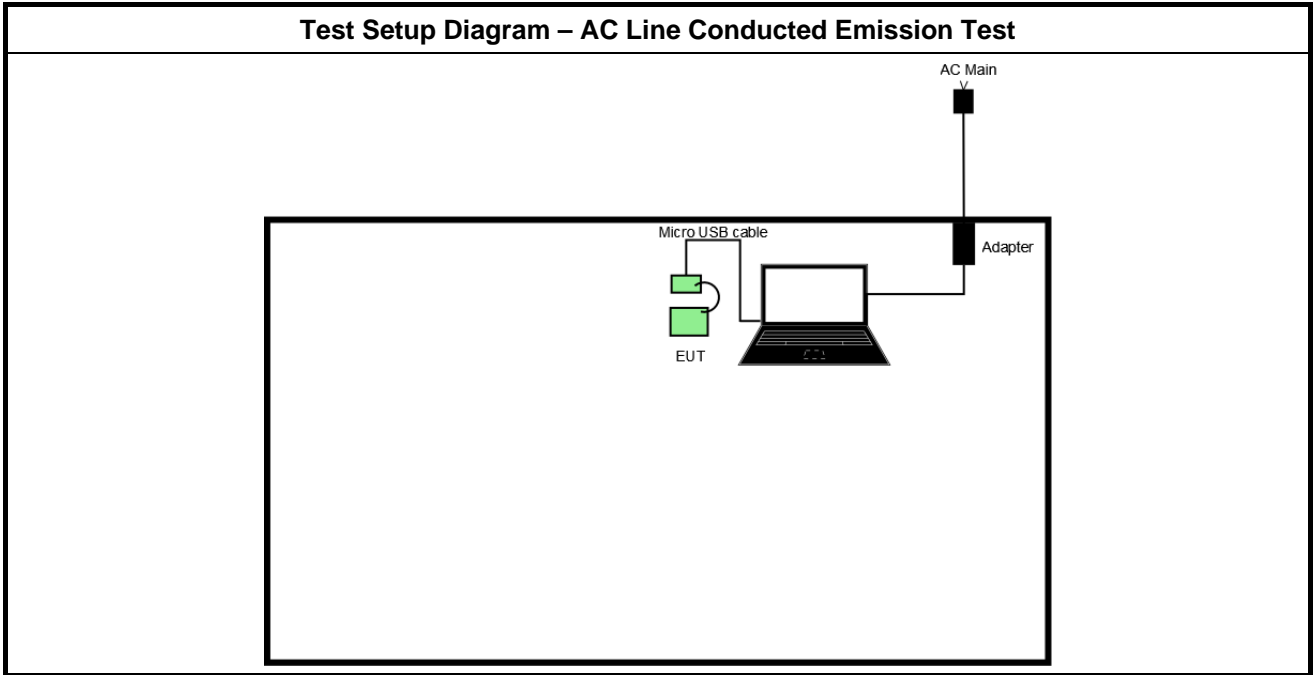 Test Setup Diagram – AC Line Conducted Emission Test
AC Main
Micro USB cable
Adapter
EUT